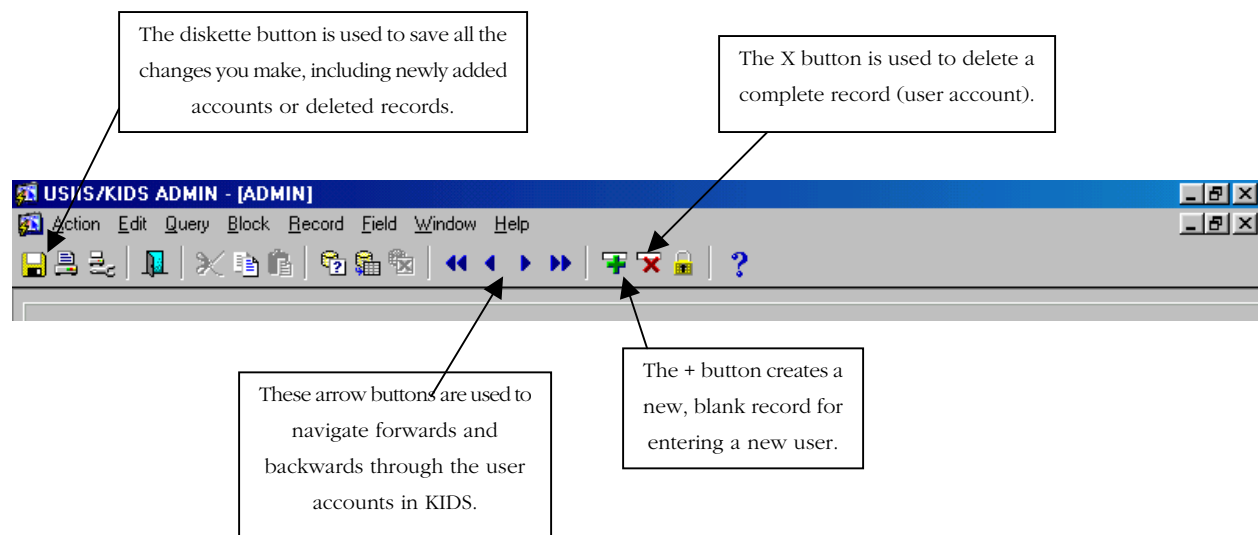 The diskette button is used to save all the
changes you make, including newly added
accounts or deleted records.
The X button is used to delete a
complete record (user account).
USIIS/KIDS ADMIN - [ADMIN]
Action Edit Query Block Record Field Window Help
These arrow buttons are used to
navigate forwards and
backwards through the user
accounts in KIDS.
The + button creates a
new, blank record for
entering a new user.